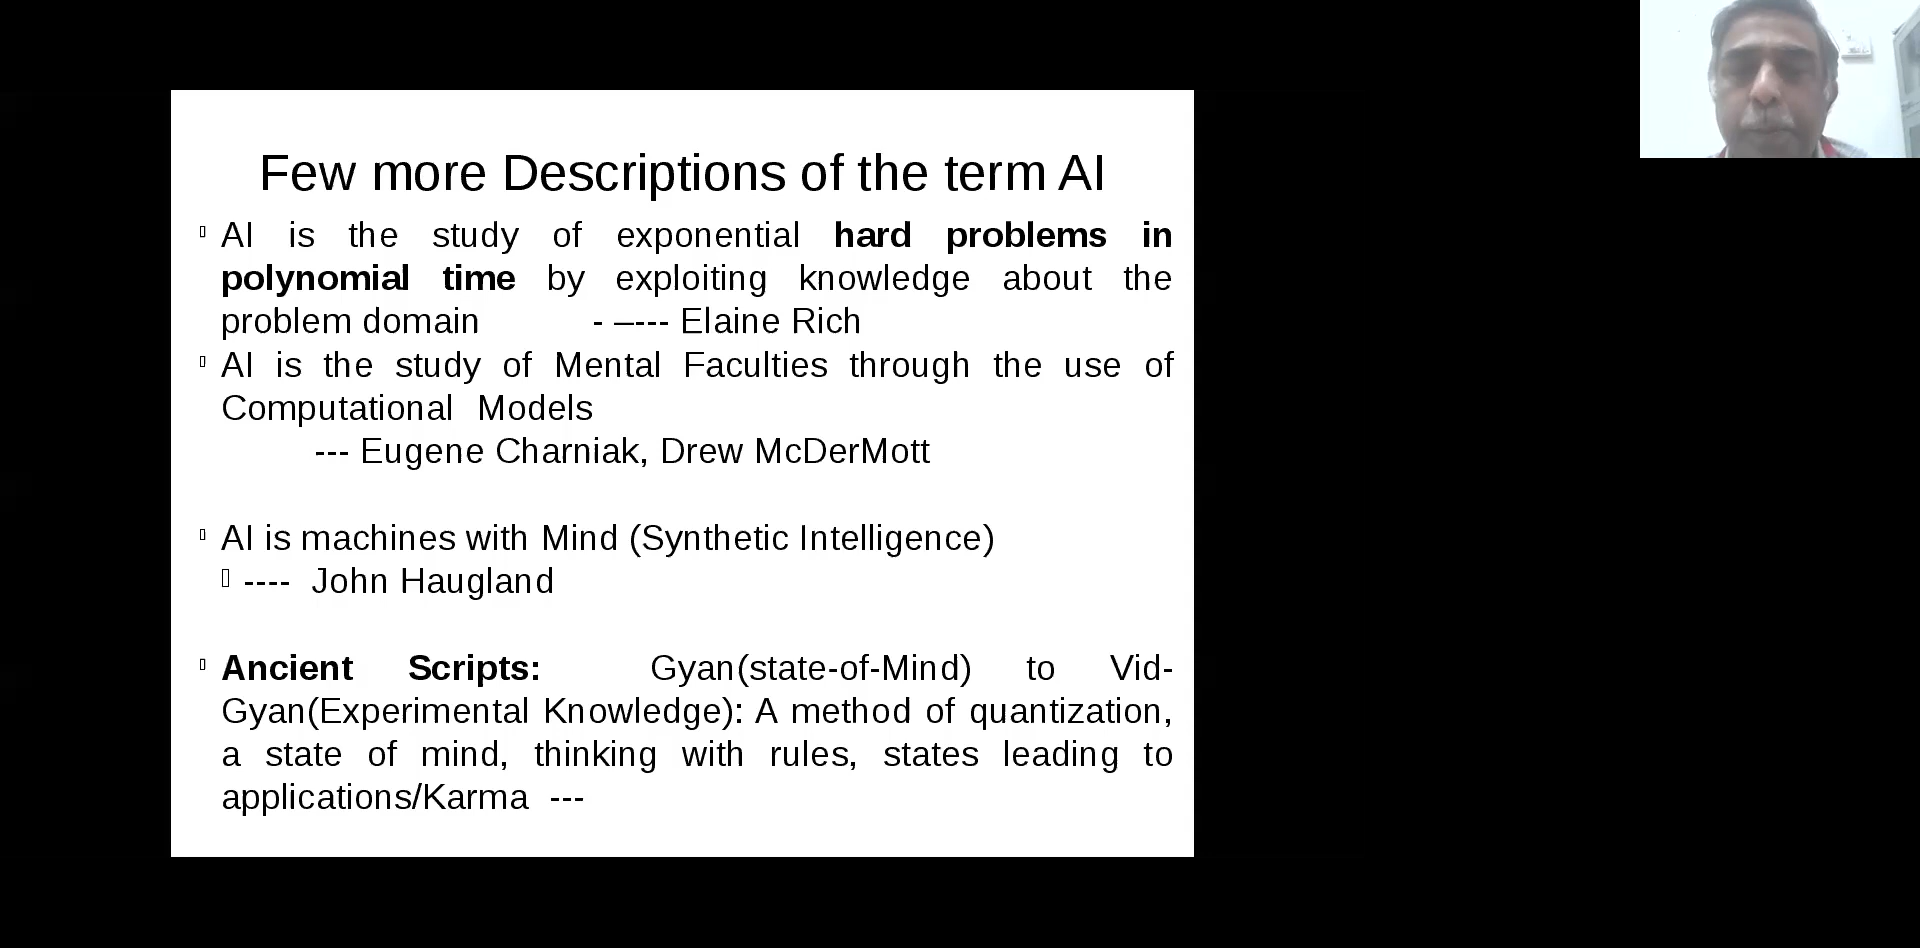 Few more Descriptions of the term AI
AI is the study of exponential hard problems in
polynomial time by exploiting knowledge about the
problem domain - –--- Elaine Rich
AI is the study of Mental Faculties through the use of
Computational Models
--- Eugene Charniak, Drew McDerMott
AI is machines with Mind (Synthetic Intelligence)
---- John Haugland
Ancient Scripts: Gyan(state-of-Mind) to Vid-
Gyan(Experimental Knowledge): A method of quantization,
a state of mind, thinking with rules, states leading to
applications/Karma ---